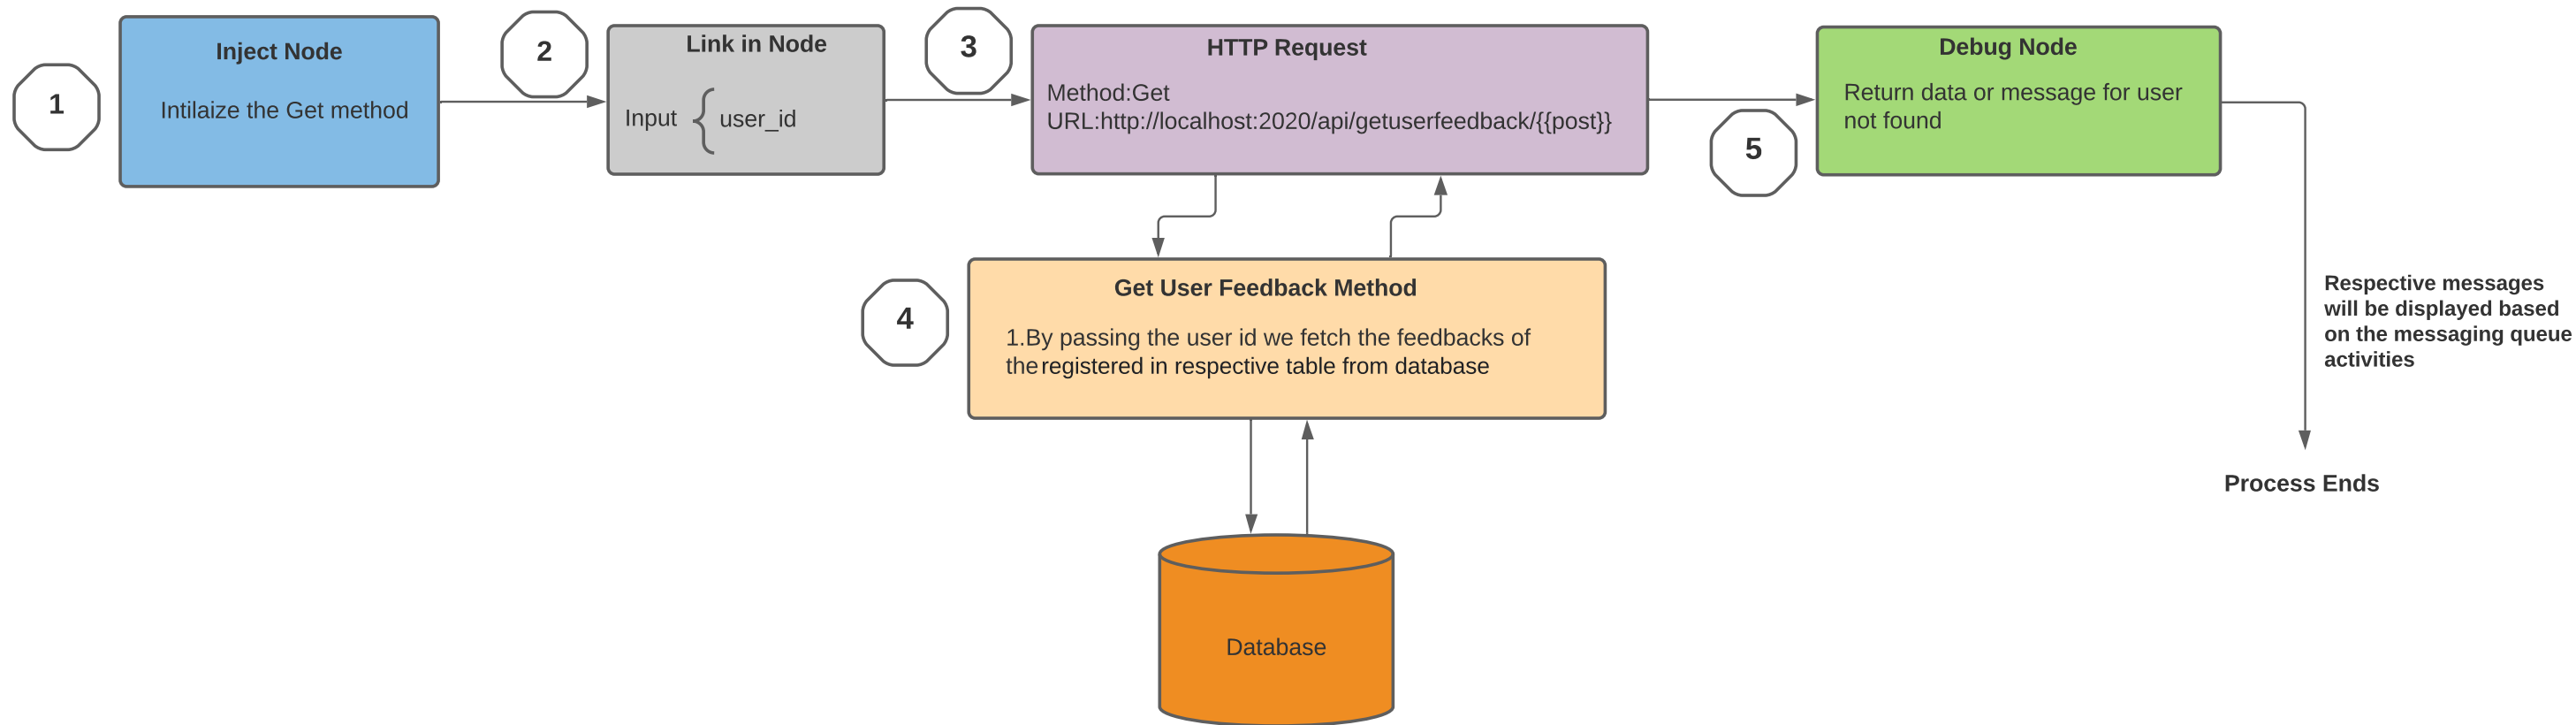 1
Inject Node
Intilaize the Get method
2
Link in Node
Input
user_id
3
HTTP Request
Method:Get
URL:http://localhost:2020/api/getuserfeedback/{{post}}
5
Debug Node
Return data or message for user
not found
4
Get User Feedback Method
1.By passing the user id we fetch the feedbacks of
the registered in respective table from database
Respective messages
will be displayed based
on the messaging queue
activities
Process Ends
Database